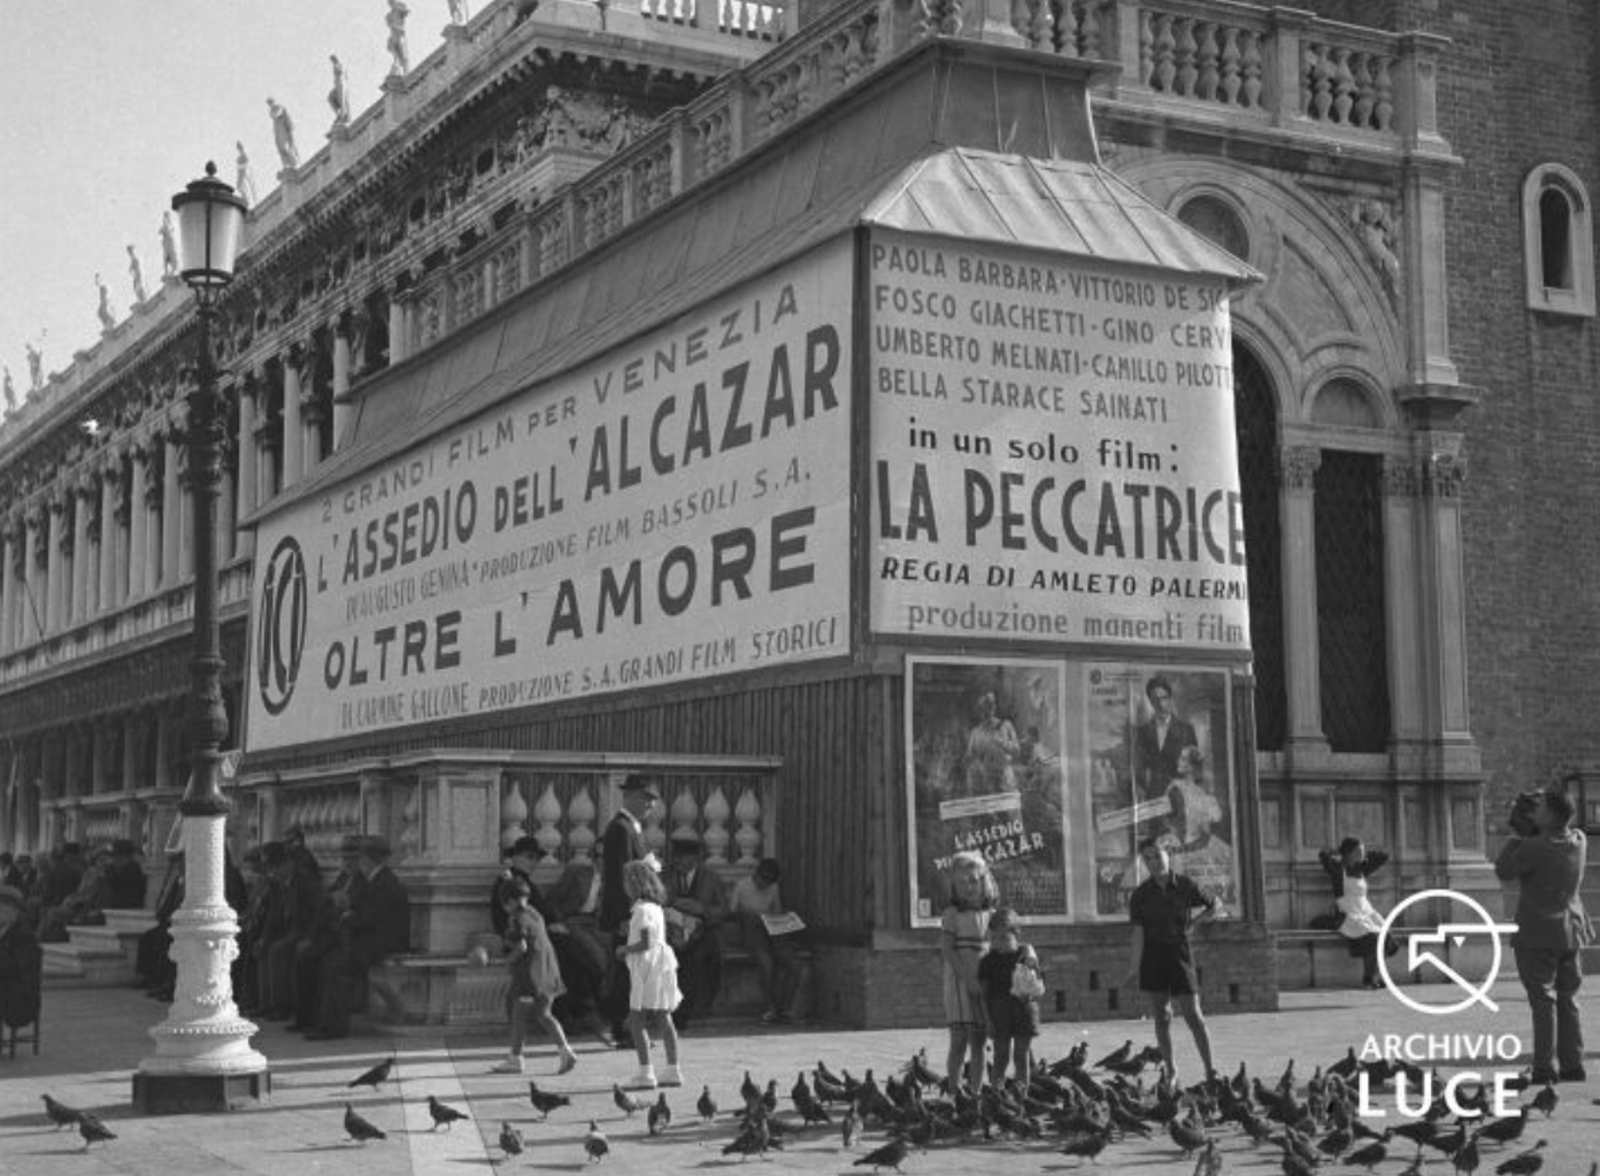 2 GRANDI FILM PER VENEZIA
L'ASSEDIO DELL'ALCAZAR
DI AUGUSTO GENINA • PRODUZIONE FILM BASSOLI S.A.
ICI
OLTRE L'AMORE
DI CARMINE GALLONE PRODUZIONE S.A. GRANDI FILM STORICI
PAOLA BARBARA • VITTORIO DE SIC
FOSCO GIACHETTI - GINO CERV
UMBERTO MELNATI • CAMILLO PILOTT
BELLA STARACE SAINATI
in un solo film:
LA PECCATRICE
REGIA DI AMLETO PALERMI
produzione manenti film
L'ASSEDIO
ALCAZAR
ARCHIVIO
LUCE